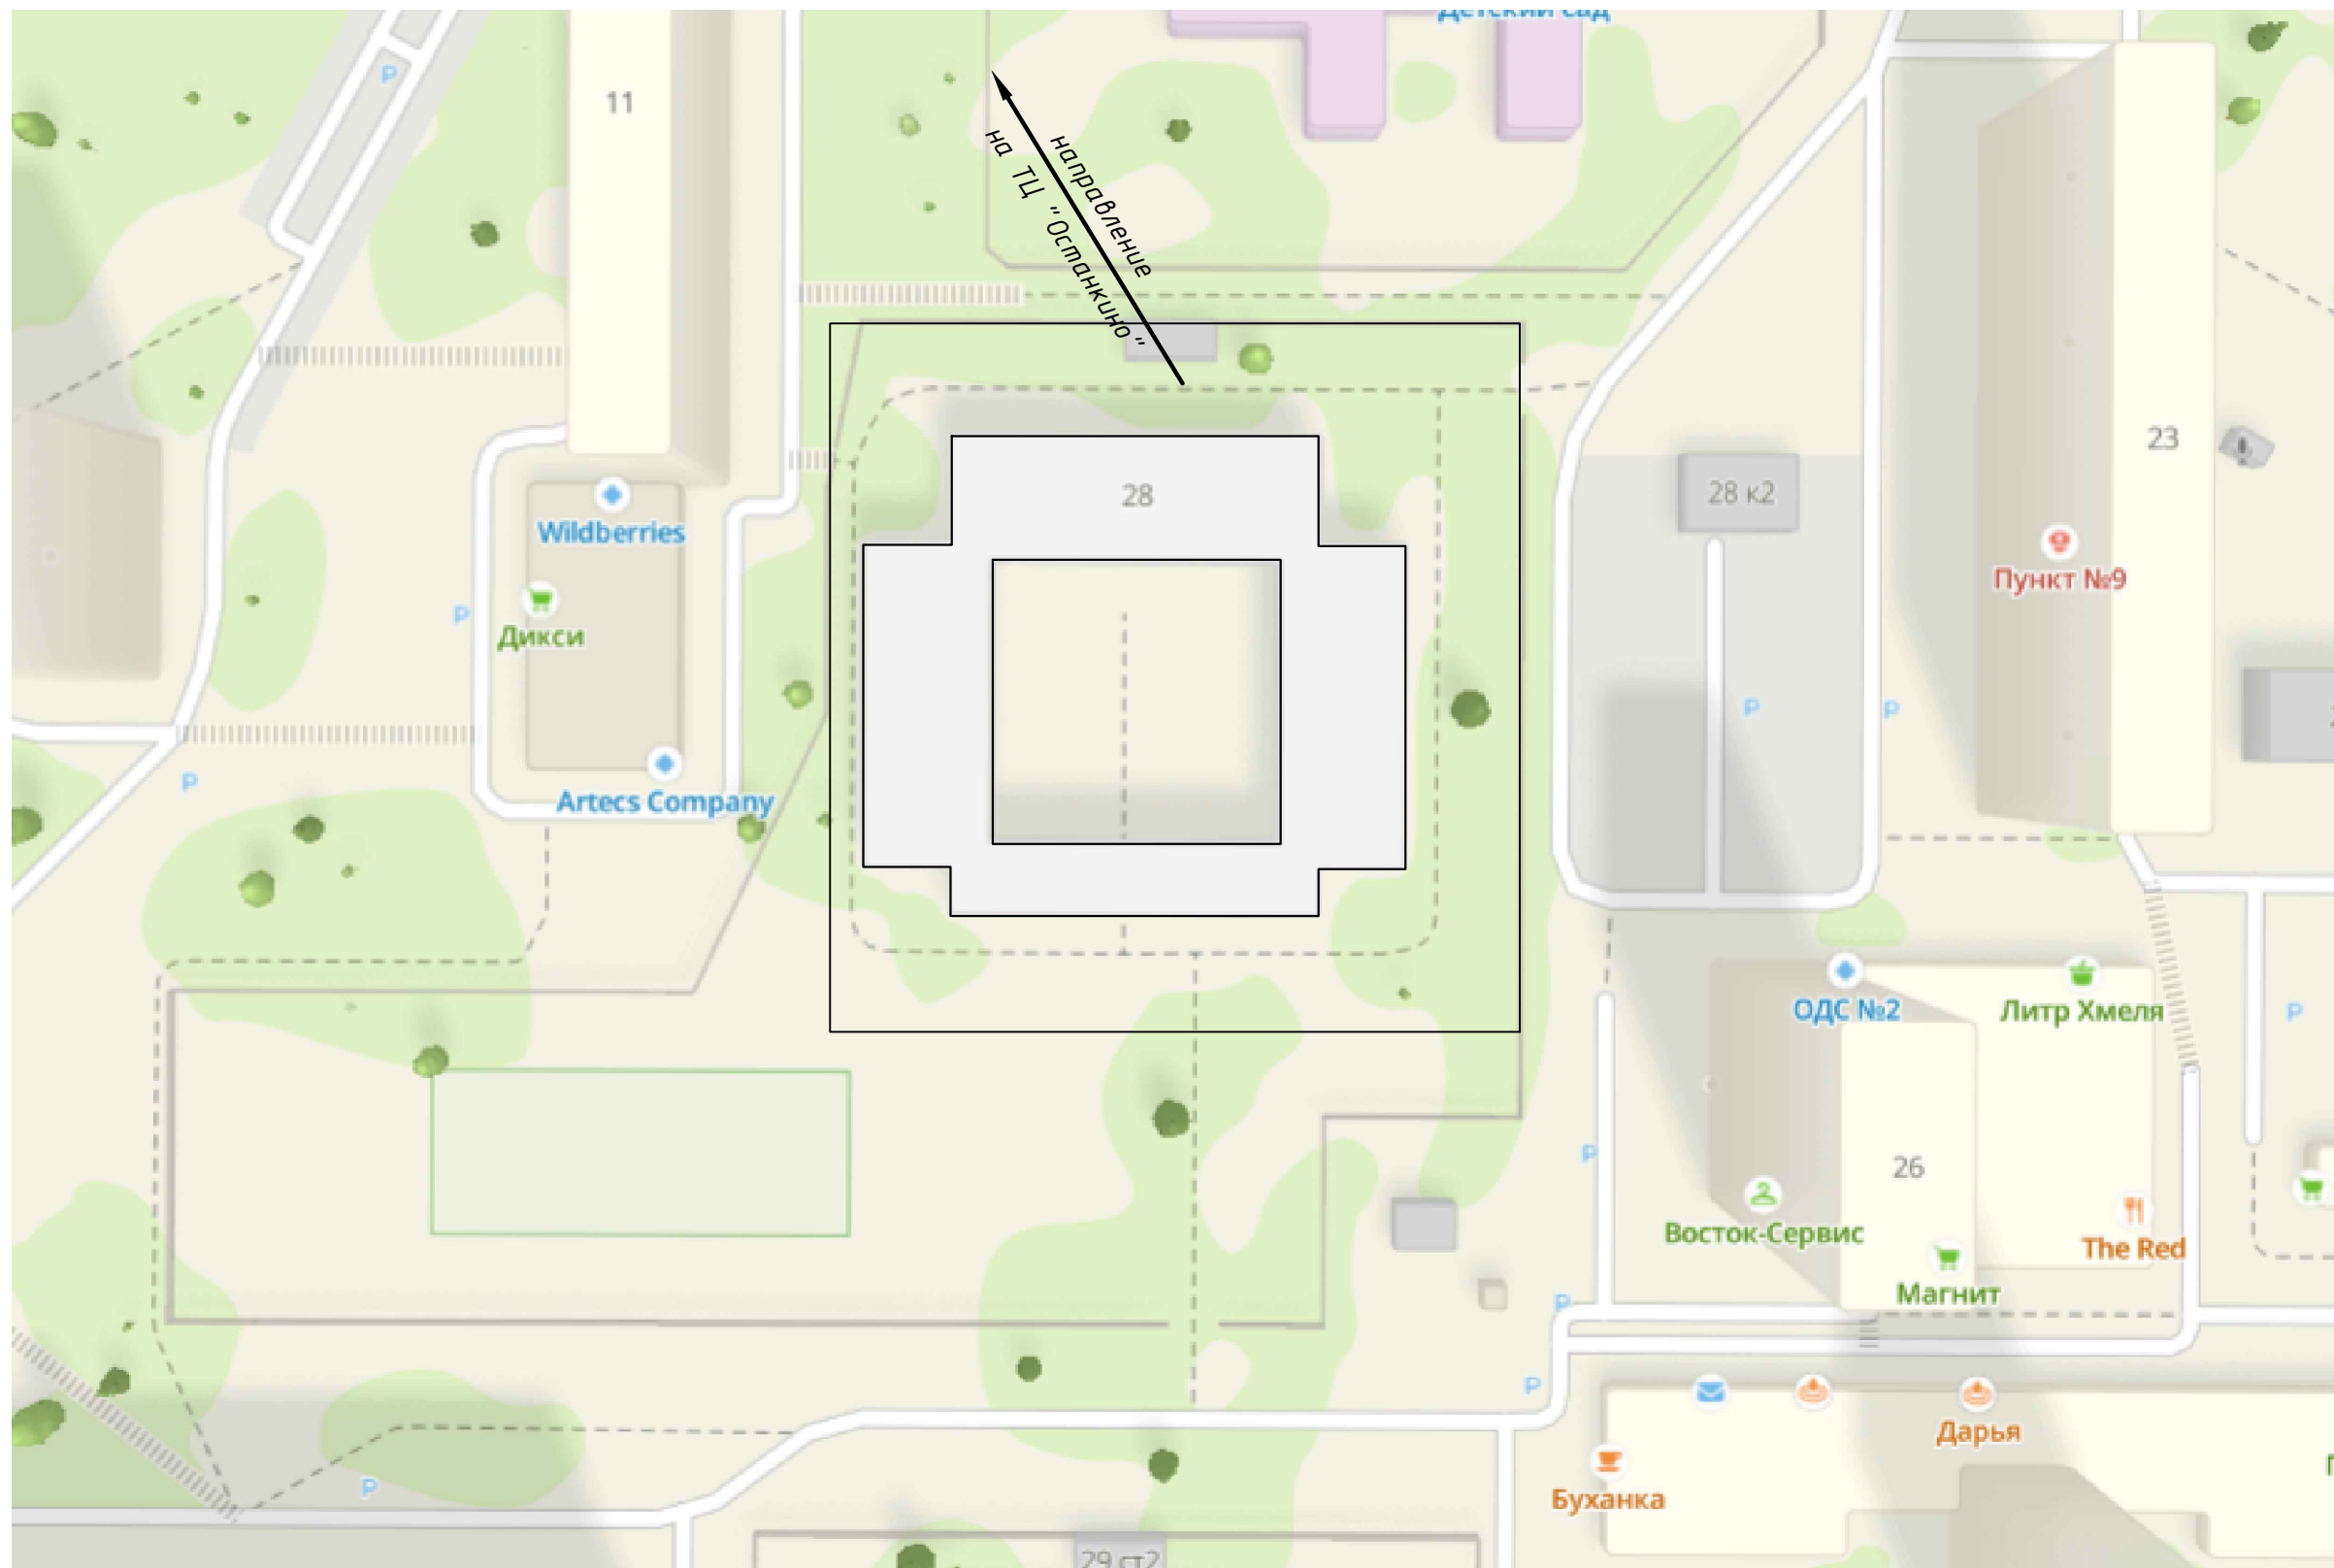 Детский сад
P
11
направление
на ТЦ "Останкино"
23
28
28 к2
Wildberries
Пункт №9
Дикси
P
P
P
P
Artecs Company
ОДС №2
Литр Хмеля
P
P
26
Восток-Сервис
The Red
Магнит
P
P
Дарья
P
Буханка
29 ст2